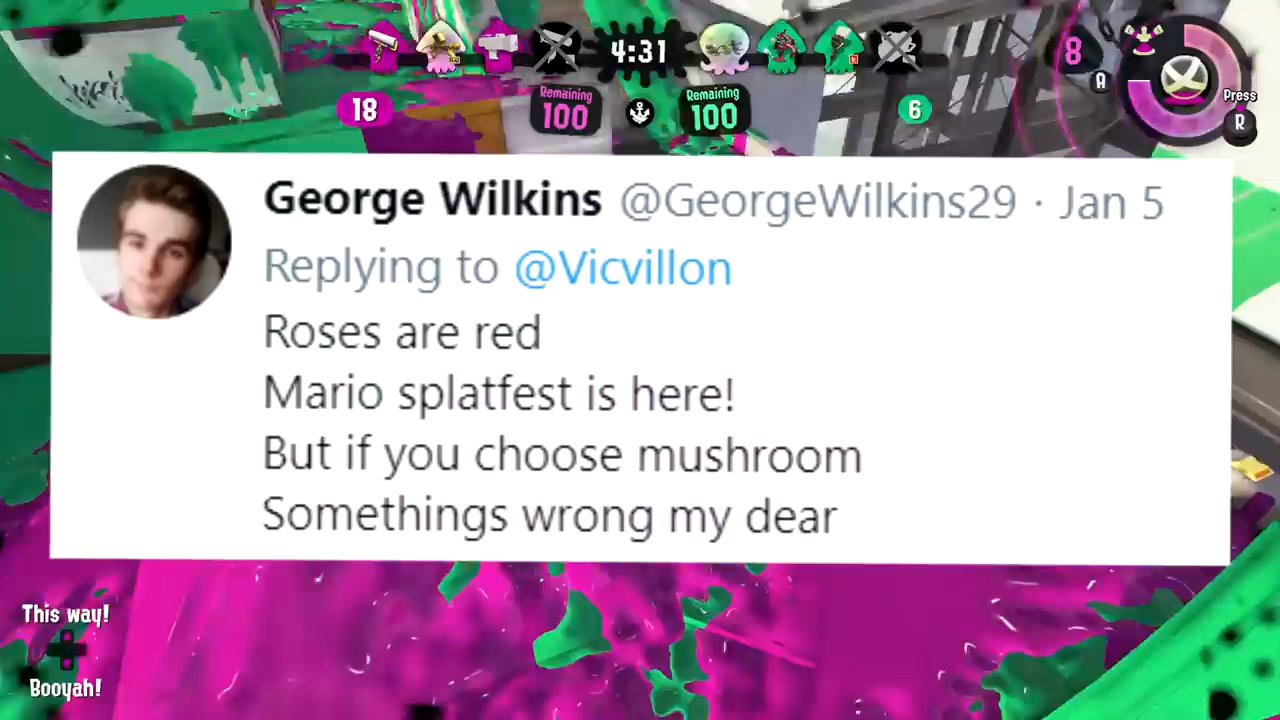 4:31
8
A
18
Remaining
100
Remaining
100
6
Press
R
George Wilkins @GeorgeWilkins29 · Jan 5
Replying to @Vicvillon
Roses are red
Mario splatfest is here!
But if you choose mushroom
Somethings wrong my dear
This way!
Booyah!